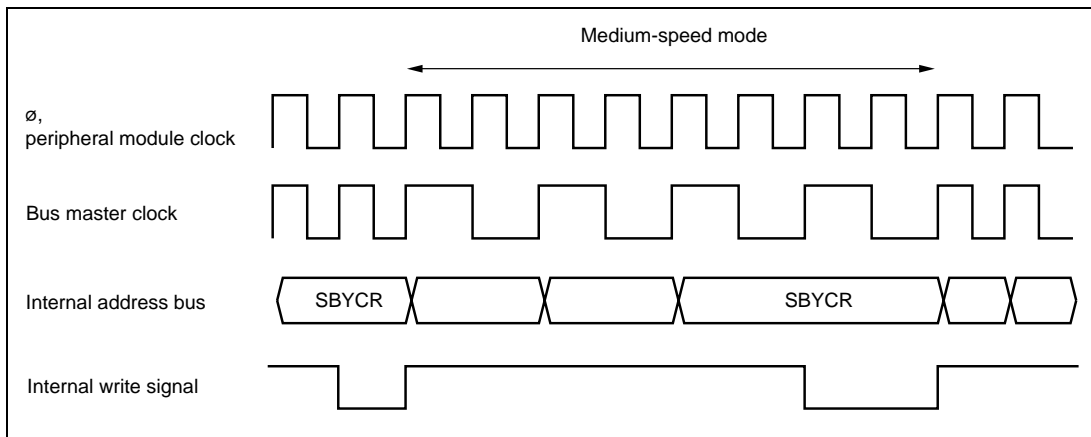 Medium-speed mode
ø,
peripheral module clock
Bus master clock
Internal address bus
SBYCR
SBYCR
Internal write signal